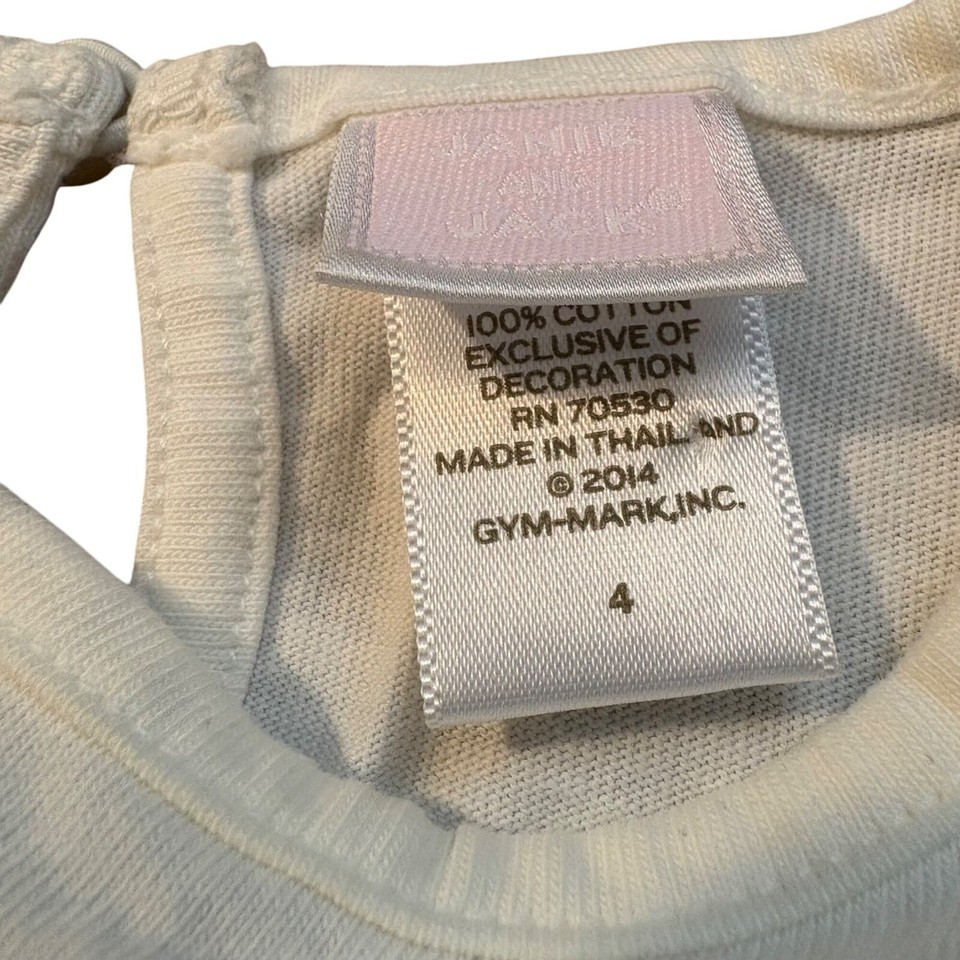 JANIE
AND
JACK®
100% COTTON
EXCLUSIVE OF
DECORATION
RN 70530
MADE IN THAILAND
© 2014
GYM-MARK,INC.
4